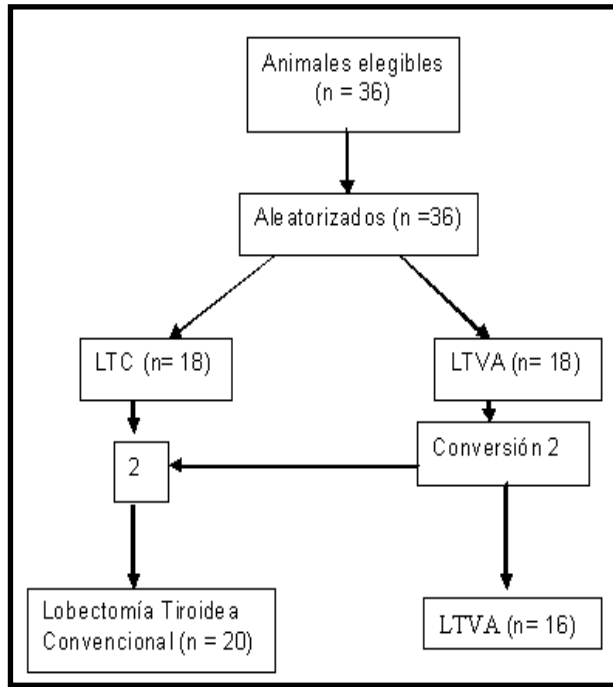 Animales elegibles
(n = 36)
Aleatorizados (n =36)
LTC (n= 18)
LTVA (n= 18)
2
Conversión 2
Lobectomía Tiroidea
Convencional (n = 20)
LTVA (n= 16)